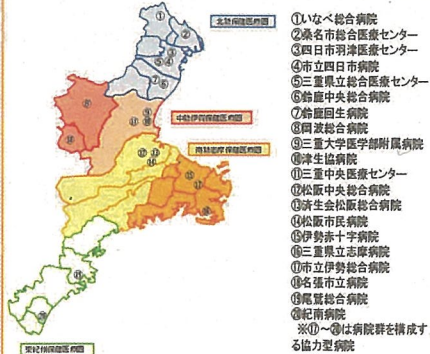 北勢保健医療圏
中勢伊賀保健医療圏
南勢志摩保健医療圏
東紀州保健医療圏
①いなべ総合病院
②桑名市総合医療センター
③四日市羽津医療センター
④市立四日市病院
⑤三重県立総合医療センター
⑥鈴鹿中央総合病院
⑦鈴鹿回生病院
⑧岡波総合病院
⑨三重大学医学部附属病院
⑩津生協病院
⑪三重中央医療センター
⑫松阪中央総合病院
⑬済生会松阪総合病院
⑭松阪市民病院
⑮伊勢赤十字病院
⑯三重県立志摩病院
⑰市立伊勢総合病院
⑱名張市立病院
⑲尾鷲総合病院
⑳紀南病院
※⑰～⑳は病院群を構成す
る協力型病院